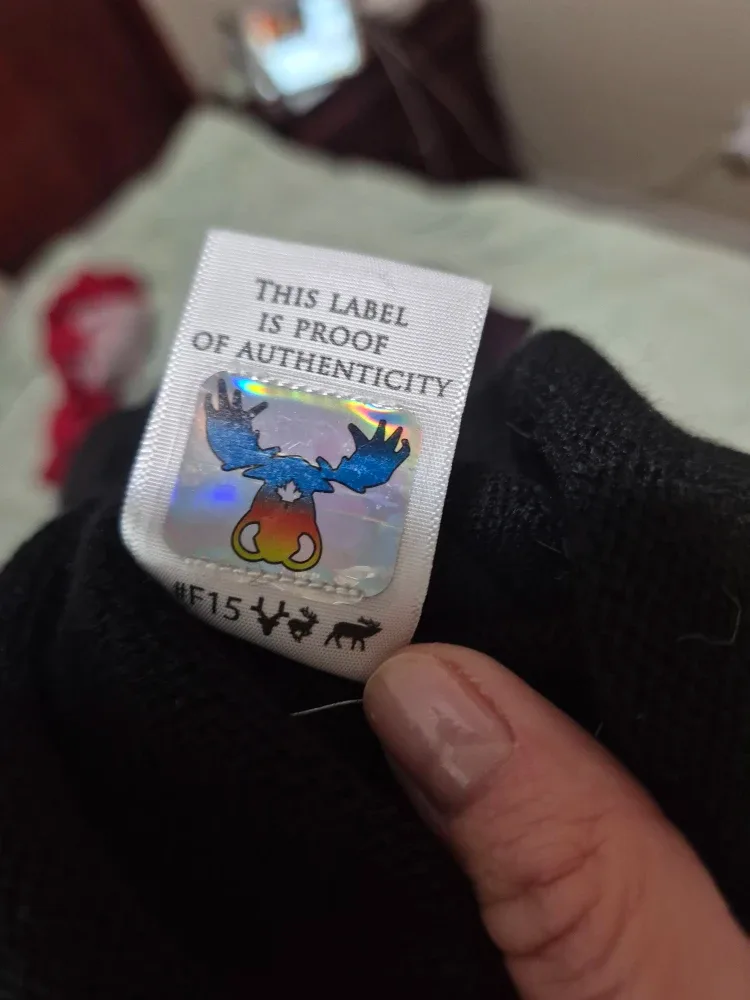 THIS LABEL
IS PROOF
OF AUTHENTICITY
#F15